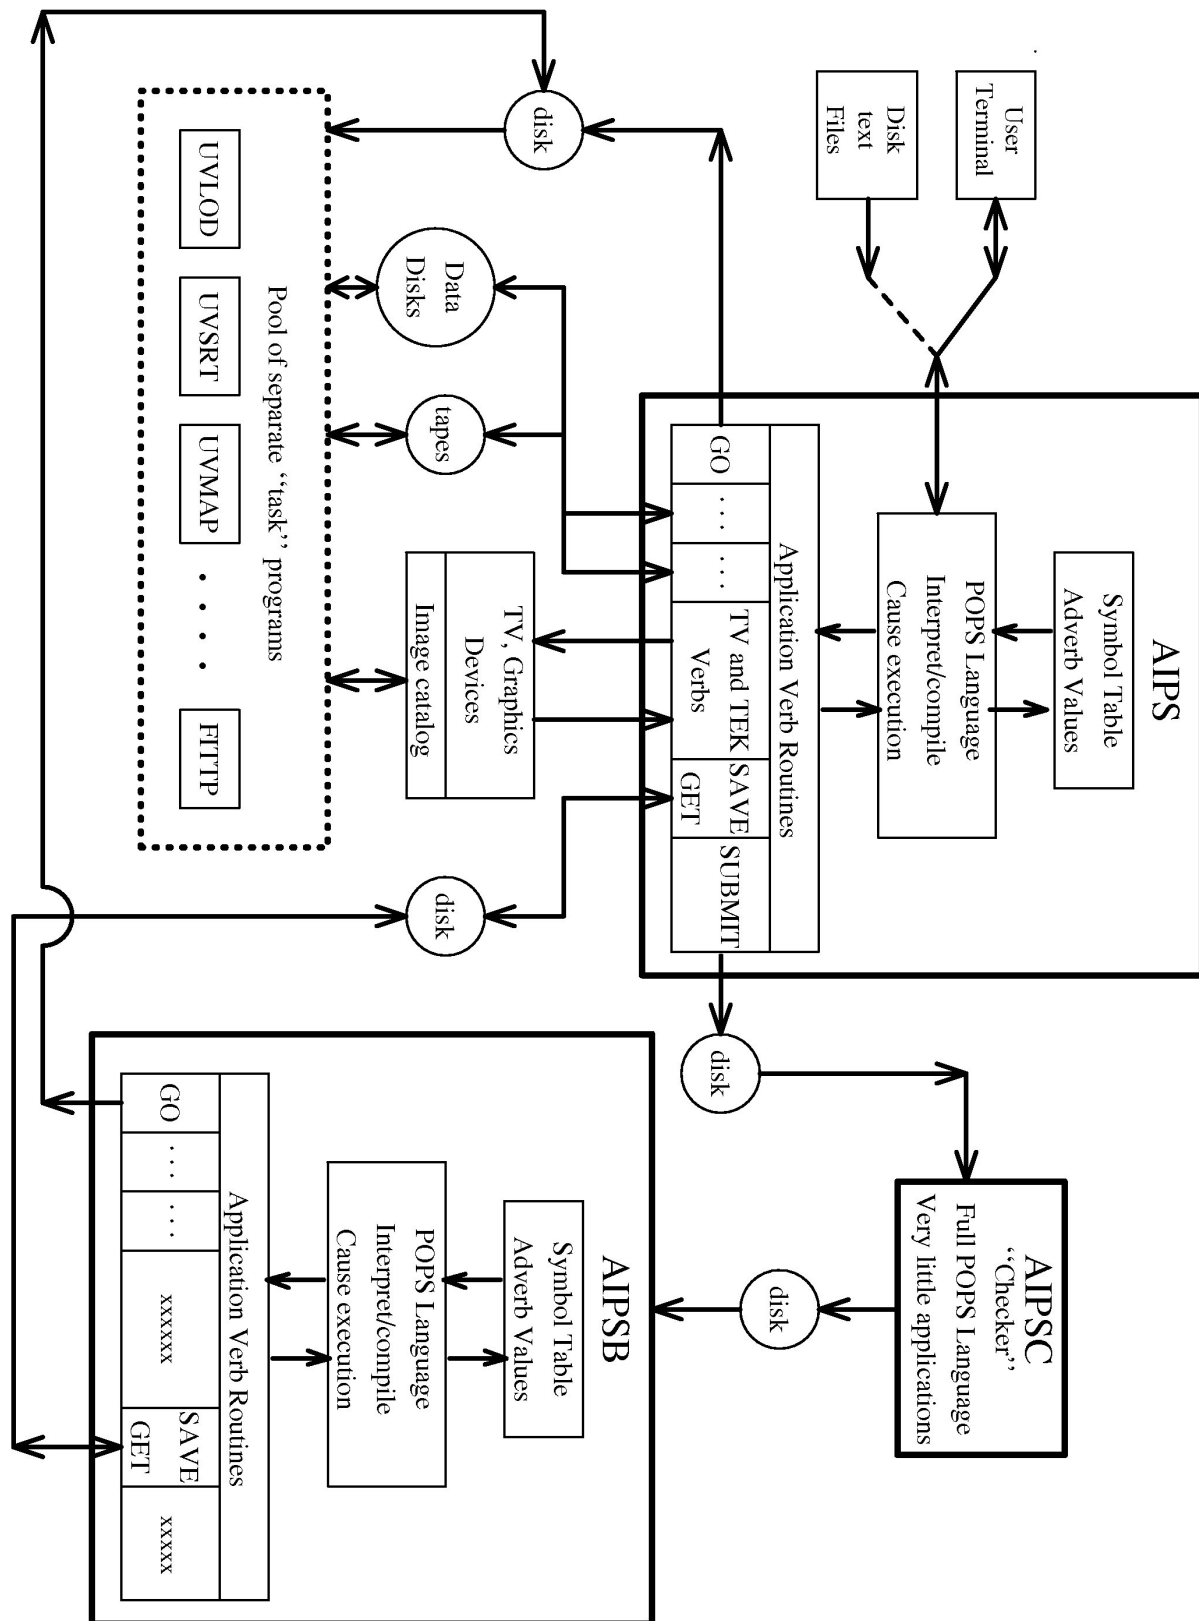 User
Terminal
Disk
text
Files
AIPS
Symbol Table
Adverb Values
POPS Language
Interpret/compile
Cause execution
Application Verb Routines
GO
. . . .
. . . .
TV and TEK
Verbs
SAVE
GET
SUBMIT
disk
Data
Disks
tapes
TV, Graphics
Devices
Image catalog
disk
Pool of separate “task” programs
UVLOD
UVSRT
UVMAP
. . . .
FITTP
disk
AIPSC
“Checker”
Full POPS Language
Very little applications
disk
AIPSB
Symbol Table
Adverb Values
POPS Language
Interpret/compile
Cause execution
Application Verb Routines
GO
. . . .
. . . .
xxxxxx
SAVE
GET
xxxxx